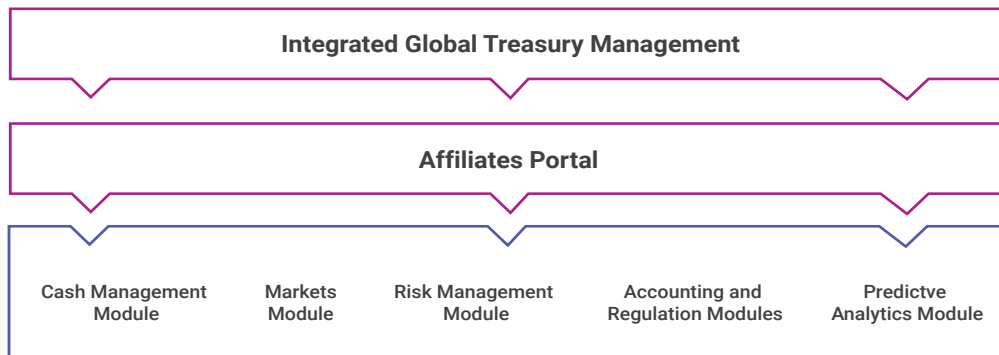 Integrated Global Treasury Management
Affiliates Portal
Cash Management
Module
Markets
Module
Risk Management
Module
Accounting and
Regulation Modules
Predictve
Analytics Module